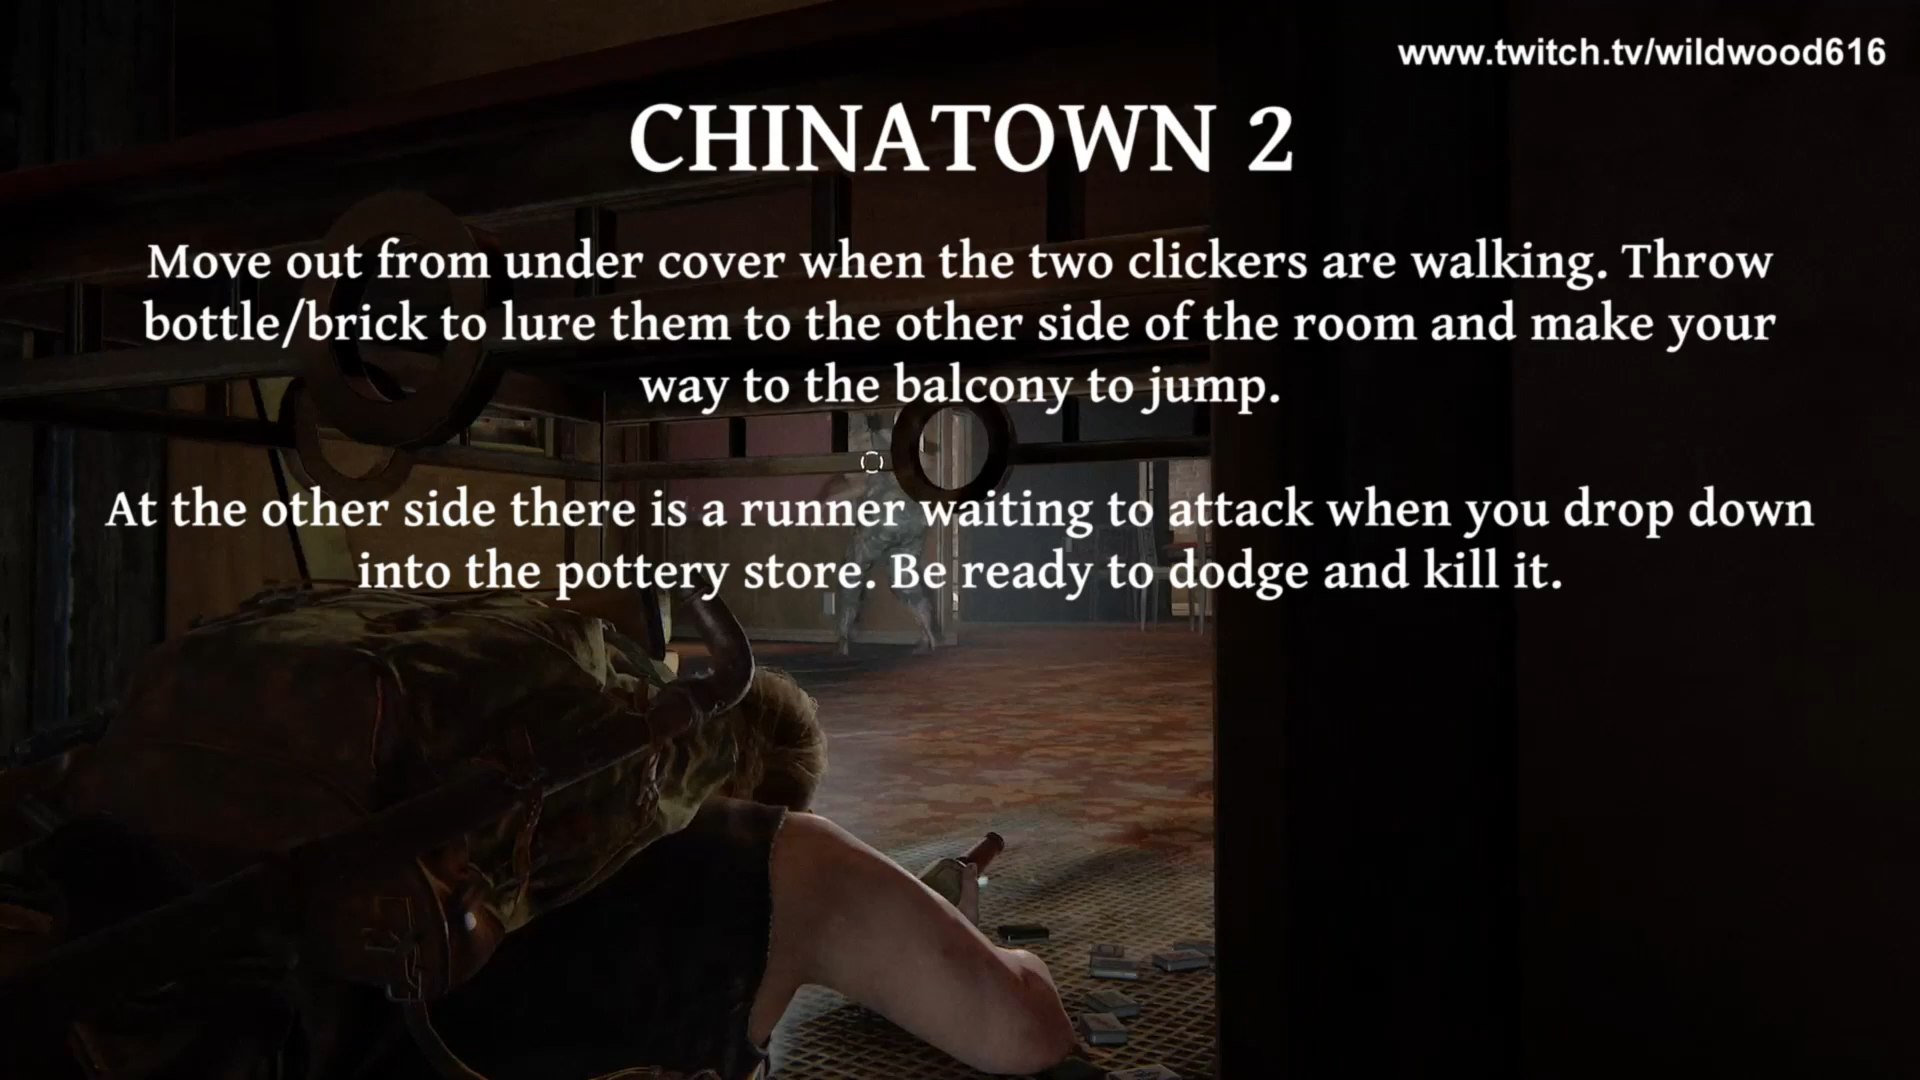 www.twitch.tv/wildwood616
CHINATOWN 2
Move out from under cover when the two clickers are walking. Throw
bottle/brick to lure them to the other side of the room and make your
way to the balcony to jump.
At the other side there is a runner waiting to attack when you drop down
into the pottery store. Be ready to dodge and kill it.